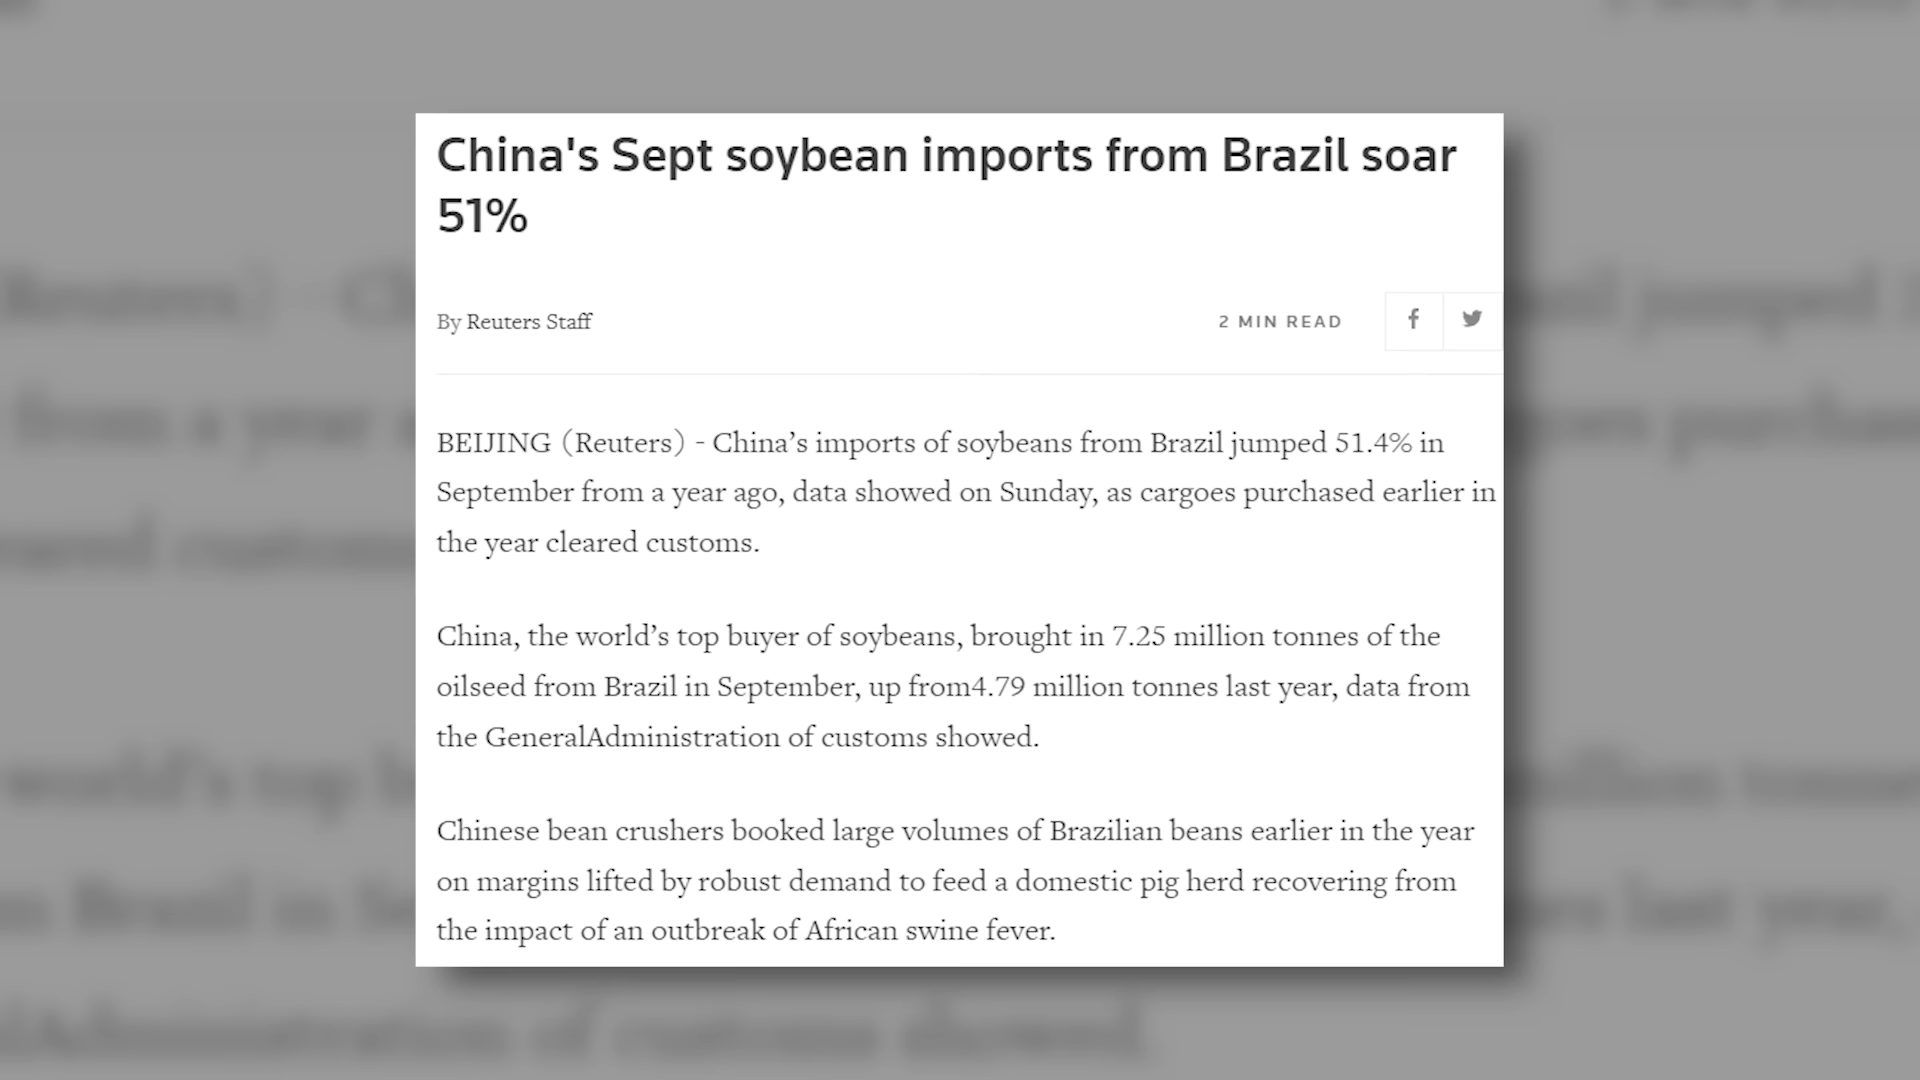 China's Sept soybean imports from Brazil soar
51%
By Reuters Staff
2 MIN READ
BEIJING (Reuters) - China’s imports of soybeans from Brazil jumped 51.4% in
September from a year ago, data showed on Sunday, as cargoes purchased earlier in
the year cleared customs.
China, the world’s top buyer of soybeans, brought in 7.25 million tonnes of the
oilseed from Brazil in September, up from4.79 million tonnes last year, data from
the GeneralAdministration of customs showed.
Chinese bean crushers booked large volumes of Brazilian beans earlier in the year
on margins lifted by robust demand to feed a domestic pig herd recovering from
the impact of an outbreak of African swine fever.